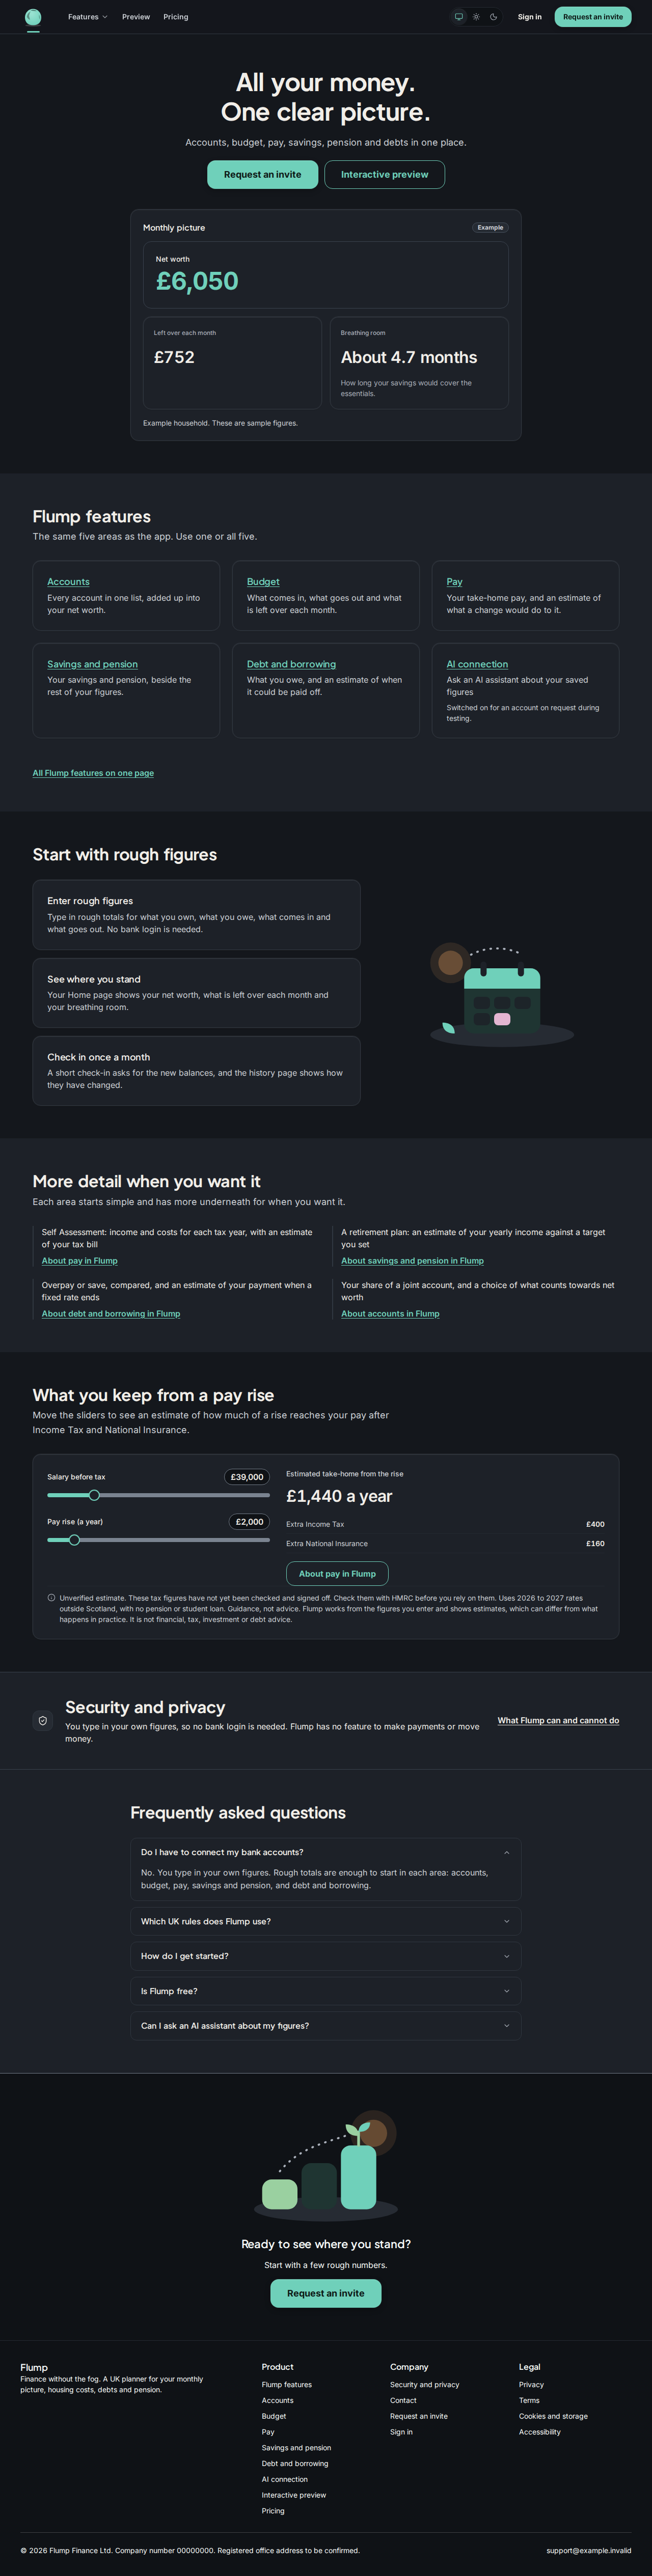 Features
Preview
Pricing
Sign in
Request an invite
All your money.
One clear picture.
Accounts, budget, pay, savings, pension and debts in one place.
Request an invite
Interactive preview
Monthly picture
Example
Net worth
£6,050
Left over each month
£752
Breathing room
About 4.7 months
How long your savings would cover the
essentials.
Example household. These are sample figures.
Flump features
The same five areas as the app. Use one or all five.
Accounts
Every account in one list, added up into
your net worth.
Budget
What comes in, what goes out and what
is left over each month.
Pay
Your take-home pay, and an estimate of
what a change would do to it.
Savings and pension
Your savings and pension, beside the
rest of your figures.
Debt and borrowing
What you owe, and an estimate of when
it could be paid off.
AI connection
Ask an AI assistant about your saved
figures
Switched on for an account on request during
testing.
All Flump features on one page
Start with rough figures
Enter rough figures
Type in rough totals for what you own, what you owe, what comes in and
what goes out. No bank login is needed.
See where you stand
Your Home page shows your net worth, what is left over each month and
your breathing room.
Check in once a month
A short check-in asks for the new balances, and the history page shows how
they have changed.
More detail when you want it
Each area starts simple and has more underneath for when you want it.
Self Assessment: income and costs for each tax year, with an estimate
of your tax bill
About pay in Flump
A retirement plan: an estimate of your yearly income against a target
you set
About savings and pension in Flump
Overpay or save, compared, and an estimate of your payment when a
fixed rate ends
About debt and borrowing in Flump
Your share of a joint account, and a choice of what counts towards net
worth
About accounts in Flump
What you keep from a pay rise
Move the sliders to see an estimate of how much of a rise reaches your pay after
Income Tax and National Insurance.
Salary before tax
£39,000
Pay rise (a year)
£2,000
Estimated take-home from the rise
£1,440 a year
Extra Income Tax
£400
Extra National Insurance
£160
About pay in Flump
Unverified estimate. These tax figures have not yet been checked and signed off. Check them with HMRC before you rely on them. Uses 2026 to 2027 rates
outside Scotland, with no pension or student loan. Guidance, not advice. Flump works from the figures you enter and shows estimates, which can differ from what
happens in practice. It is not financial, tax, investment or debt advice.
Security and privacy
You type in your own figures, so no bank login is needed. Flump has no feature to make payments or move
money.
What Flump can and cannot do
Frequently asked questions
Do I have to connect my bank accounts?
No. You type in your own figures. Rough totals are enough to start in each area: accounts,
budget, pay, savings and pension, and debt and borrowing.
Which UK rules does Flump use?
How do I get started?
Is Flump free?
Can I ask an AI assistant about my figures?
Ready to see where you stand?
Start with a few rough numbers.
Request an invite
Flump
Finance without the fog. A UK planner for your monthly
picture, housing costs, debts and pension.
Product
Flump features
Accounts
Budget
Pay
Savings and pension
Debt and borrowing
AI connection
Interactive preview
Pricing
Company
Security and privacy
Contact
Request an invite
Sign in
Legal
Privacy
Terms
Cookies and storage
Accessibility
© 2026 Flump Finance Ltd. Company number 00000000. Registered office address to be confirmed.
support@example.invalid